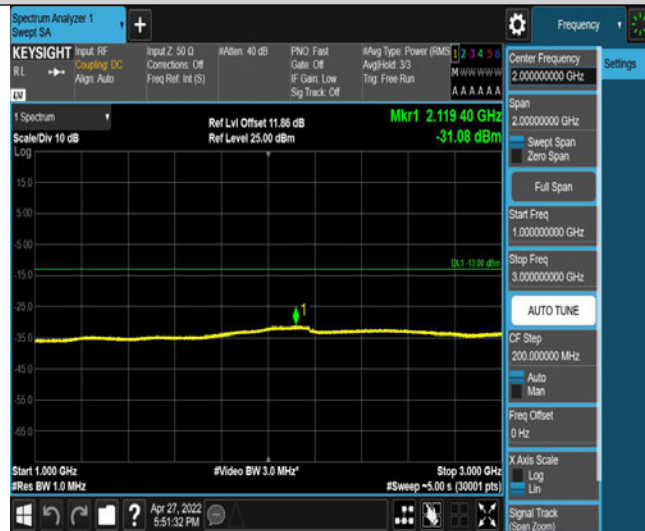 Spectrum Analyzer 1
Swept SA
Frequency
KEYSIGHT
RL
Input: RF
Coupling: DC
Align: Auto
Input Z: 50 Ω
Corrections: Off
Freq Ref: Int (S)
#Atten: 40 dB
PNO: Fast
Gate: Off
IF Gain: Low
Sig Track: Off
#Avg Type: Power (RMS
Avg|Hold: 3/3
Trig: Free Run
1 2 3 4 5 6
M W W W W W
A A A A A A
LXI
1 Spectrum
Scale/Div 10 dB
Log
Ref Lvl Offset 11.86 dB
Ref Level 25.00 dBm
Mkr1 2.119 40 GHz
-31.08 dBm
15.0
5.00
-5.00
-15.0
-25.0
-35.0
-45.0
-55.0
-65.0
DL1 -13.00 dBm
1
Start 1.000 GHz
#Res BW 1.0 MHz
#Video BW 3.0 MHz*
Stop 3.000 GHz
#Sweep ~5.00 s (30001 pts)
Apr 27, 2022
5:51:32 PM
Center Frequency
2.000000000 GHz
Settings
Span
2.00000000 GHz
Swept Span
Zero Span
Full Span
Start Freq
1.000000000 GHz
Stop Freq
3.000000000 GHz
AUTO TUNE
CF Step
200.000000 MHz
Auto
Man
Freq Offset
0 Hz
X Axis Scale
Log
Lin
Signal Track
(Span Zoom)